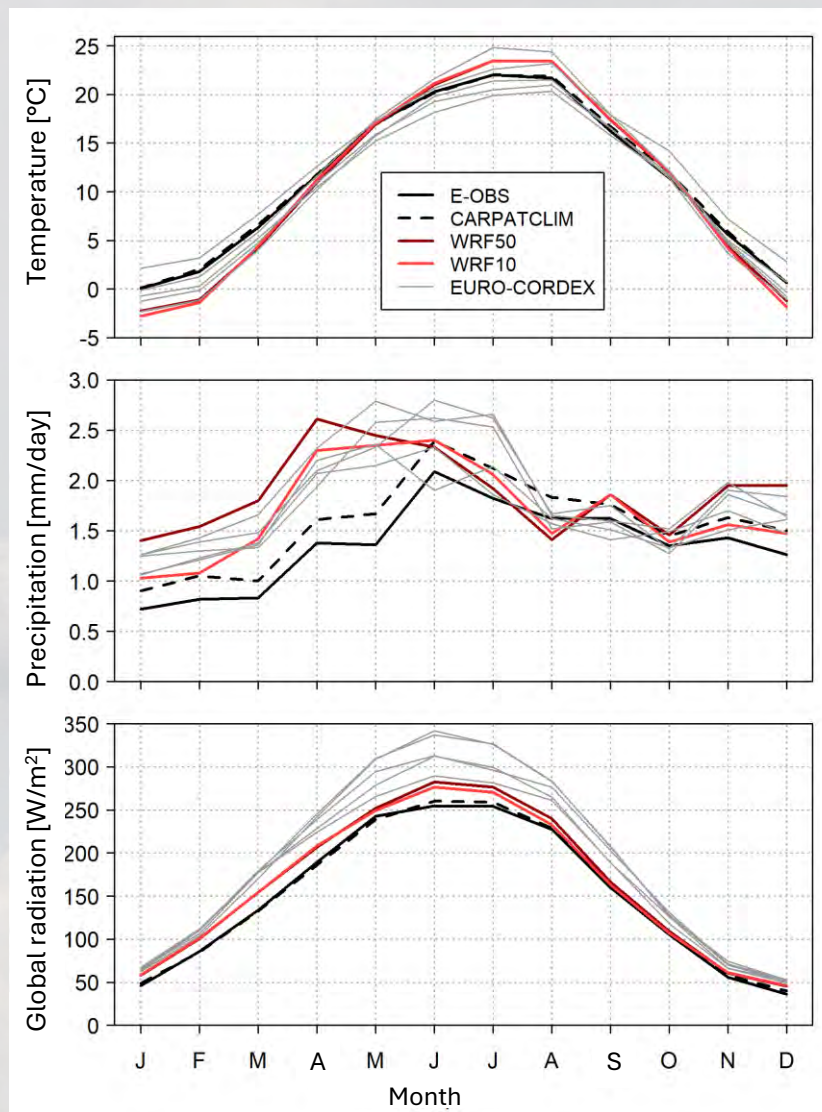 Temperature [°C]
25
20
15
10
5
0
-5
E-OBS
CARPATCLIM
WRF50
WRF10
EURO-CORDEX
Precipitation [mm/day]
3.0
2.5
2.0
1.5
1.0
0.5
0.0
Global radiation [W/m²]
350
300
250
200
150
100
50
0
J F M A M J J A S O N D
Month